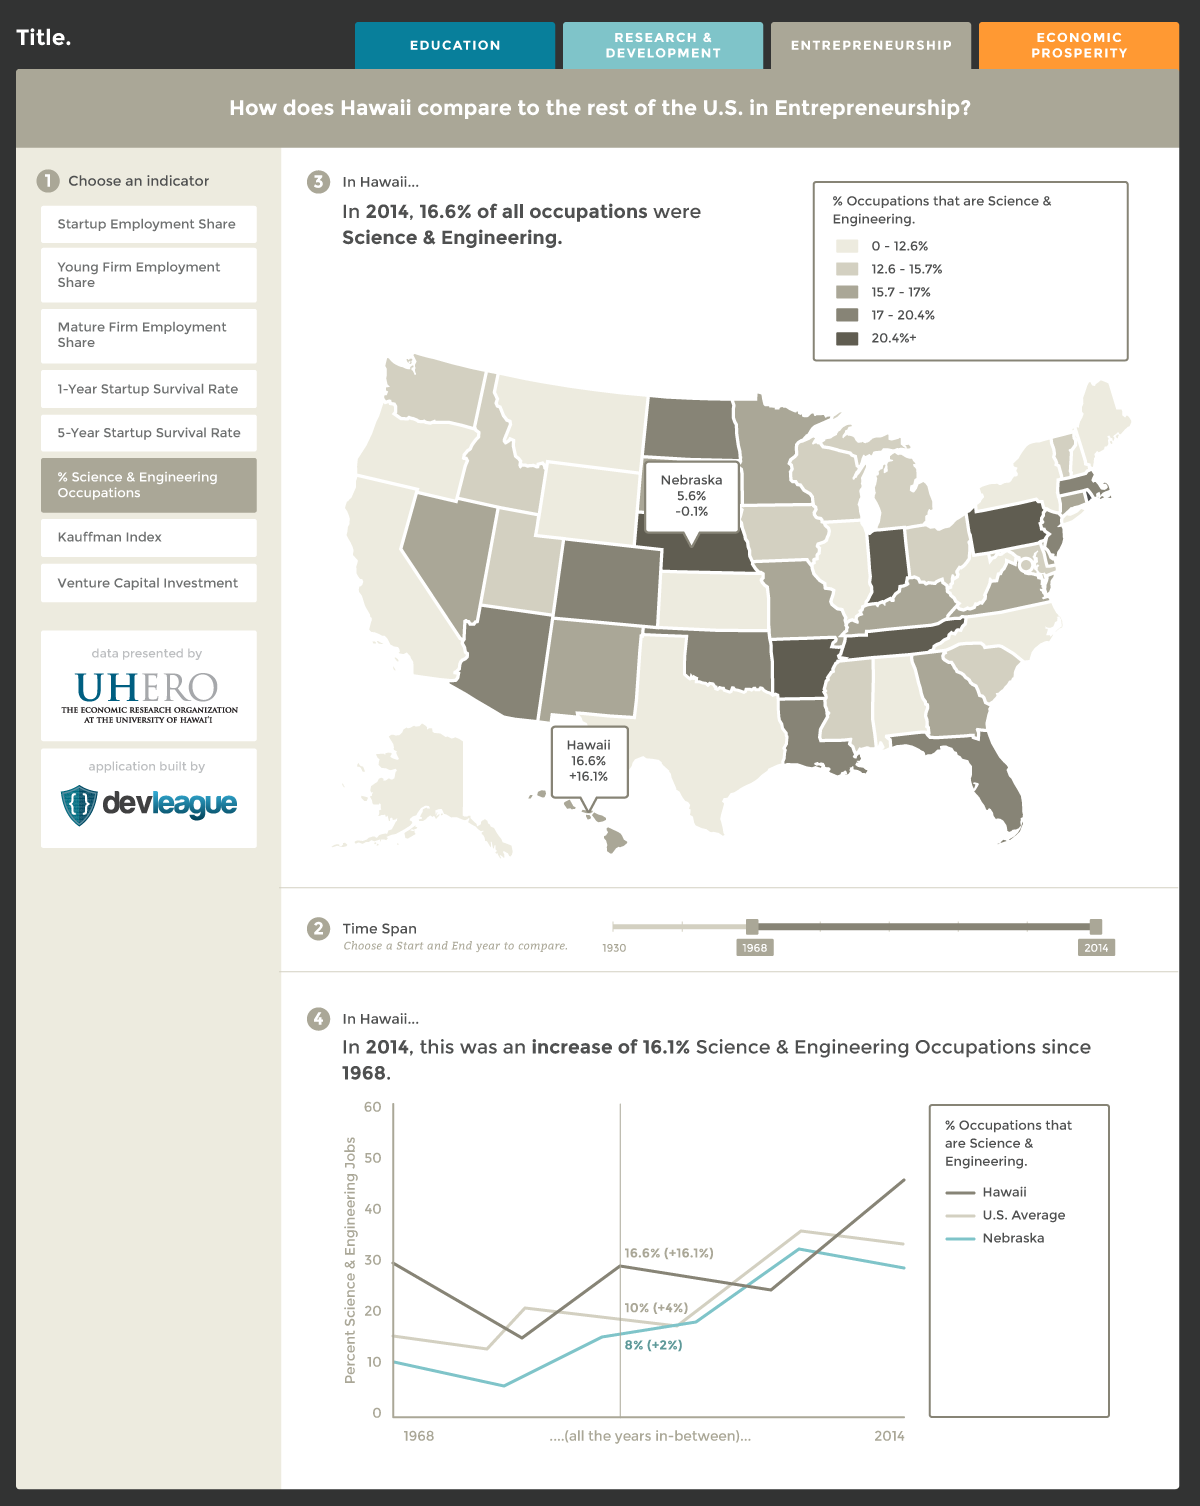 Title.
EDUCATION
RESEARCH &
DEVELOPMENT
ENTREPRENEURSHIP
ECONOMIC
PROSPERITY
How does Hawaii compare to the rest of the U.S. in Entrepreneurship?
1 Choose an indicator
Startup Employment Share
Young Firm Employment
Share
Mature Firm Employment
Share
1-Year Startup Survival Rate
5-Year Startup Survival Rate
% Science & Engineering
Occupations
Kauffman Index
Venture Capital Investment
data presented by
UHERO
THE ECONOMIC RESEARCH ORGANIZATION
AT THE UNIVERSITY OF HAWAI'I
application built by
{} devleague
3 In Hawaii...
In 2014, 16.6% of all occupations were
Science & Engineering.
% Occupations that are Science &
Engineering.
0 - 12.6%
12.6 - 15.7%
15.7 - 17%
17 - 20.4%
20.4%+
Nebraska
5.6%
-0.1%
Hawaii
16.6%
+16.1%
2 Time Span
Choose a Start and End year to compare.
1930
1968
2014
4 In Hawaii...
In 2014, this was an increase of 16.1% Science & Engineering Occupations since
1968.
Percent Science & Engineering Jobs
60
50
40
30
20
10
0
16.6% (+16.1%)
10% (+4%)
8% (+2%)
1968
....(all the years in-between)...
2014
% Occupations that
are Science &
Engineering.
Hawaii
U.S. Average
Nebraska